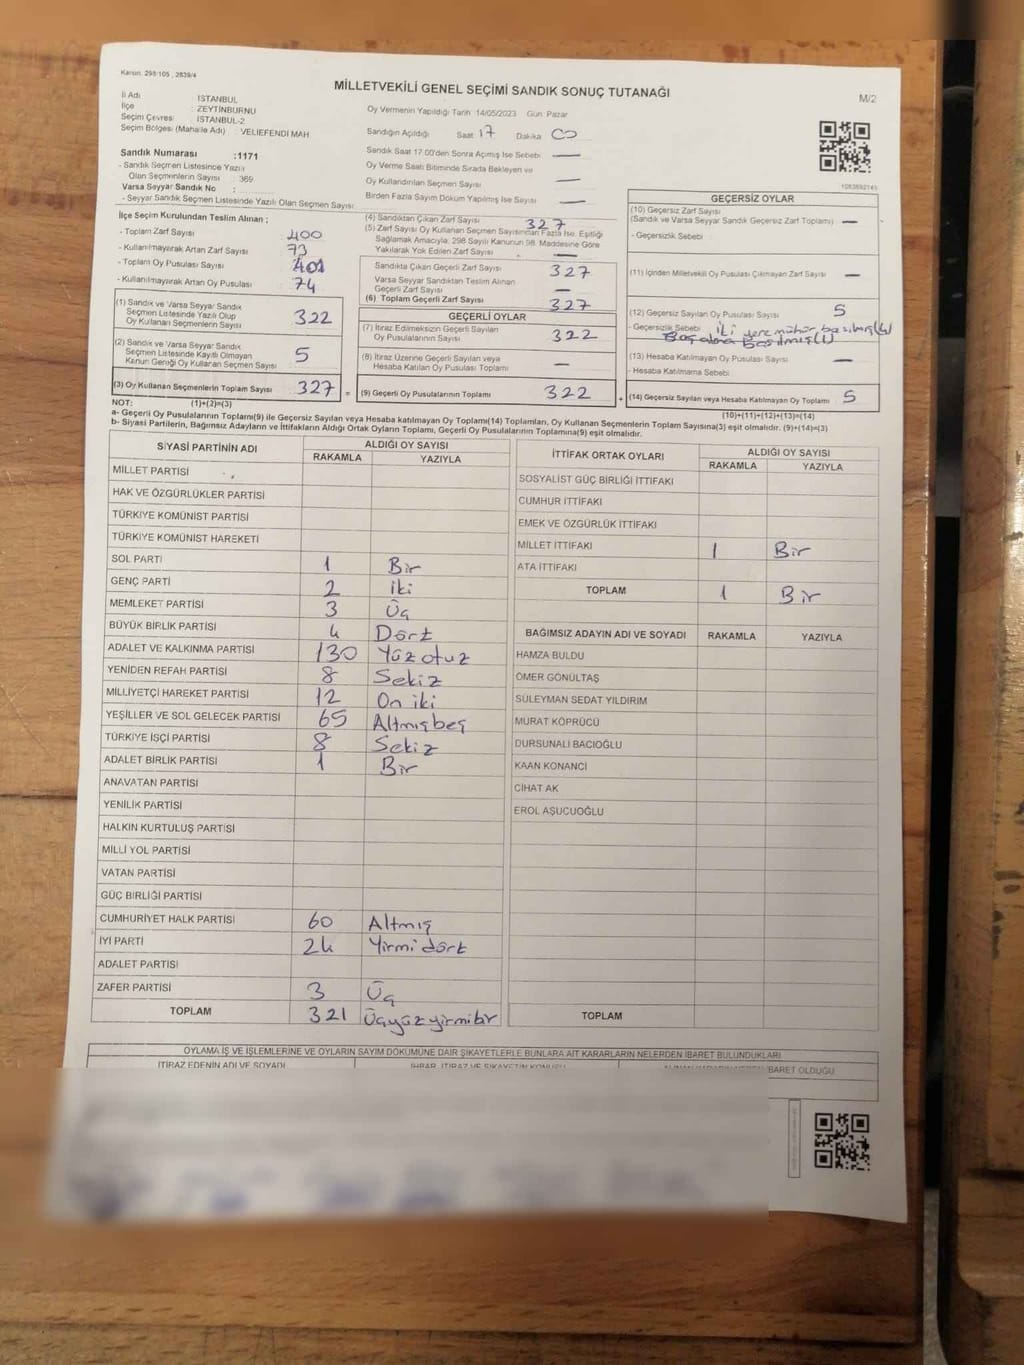 Kanun: 298/105 , 2839/4
MİLLETVEKİLİ GENEL SEÇİMİ SANDIK SONUÇ TUTANAĞI
M/2
İl Adı : İSTANBUL
İlçe : ZEYTİNBURNU
Seçim Çevresi : İSTANBUL-2
Seçim Bölgesi (Mahalle Adı) : VELİEFENDİ MAH
Oy Vermenin Yapıldığı Tarih 14/05/2023 Gün Pazar
Sandığın Açıldığı Saat 17 Dakika 00
Sandık Numarası :1171
- Sandık Seçmen Listesinde Yazılı
Olan Seçmenlerin Sayısı : 369
Varsa Seyyar Sandık No :
- Seyyar Sandık Seçmen Listesinde Yazılı Olan Seçmen Sayısı:
Sandık Saat 17:00'den Sonra Açılmış İse Sebebi —
Oy Verme Saati Bitiminde Sırada Bekleyen ve
Oy Kullandırılan Seçmen Sayısı —
Birden Fazla Sayım Döküm Yapılmış İse Sayısı —
İlçe Seçim Kurulundan Teslim Alınan ;
- Toplam Zarf Sayısı 400
- Kullanılmayarak Artan Zarf Sayısı 73
- Toplam Oy Pusulası Sayısı 401
- Kullanılmayarak Artan Oy Pusulası 74
(1) Sandık ve Varsa Seyyar Sandık
Seçmen Listesinde Yazılı Olup
Oy Kullanan Seçmenlerin Sayısı 322
(2) Sandık ve Varsa Seyyar Sandık
Seçmen Listesinde Kayıtlı Olmayan
Kanun Gereği Oy Kullanan Seçmen Sayısı 5
(3) Oy Kullanan Seçmenlerin Toplam Sayısı 327 =
(4) Sandıktan Çıkan Zarf Sayısı 327
(5) Zarf Sayısı Oy Kullanan Seçmen Sayısından Fazla İse, Eşitliği
Sağlamak Amacıyla; 298 Sayılı Kanunun 98. Maddesine Göre
Yakılarak Yok Edilen Zarf Sayısı —
Sandıkta Çıkan Geçerli Zarf Sayısı 327
Varsa Seyyar Sandıktan Teslim Alınan
Geçerli Zarf Sayısı —
(6) Toplam Geçerli Zarf Sayısı 327
GEÇERLİ OYLAR
(7) İtiraz Edilmeksizin Geçerli Sayılan
Oy Pusulalarının Sayısı 322
(8) İtiraz Üzerine Geçerli Sayılan veya
Hesaba Katılan Oy Pusulası Toplamı —
(9) Geçerli Oy Pusulalarının Toplamı 322 +
1083892145
GEÇERSİZ OYLAR
(10) Geçersiz Zarf Sayısı
(Sandık ve Varsa Seyyar Sandık Geçersiz Zarf Toplamı) —
- Geçersizlik Sebebi
(11) İçinden Milletvekili Oy Pusulası Çıkmayan Zarf Sayısı —
(12) Geçersiz Sayılan Oy Pusulası Sayısı 5
- Geçersizlik Sebebi İki yere mühür basılmış(4)
Boş alana basılmış(1)
(13) Hesaba Katılmayan Oy Pusulası Sayısı —
- Hesaba Katılmama Sebebi
(14) Geçersiz Sayılan veya Hesaba Katılmayan Oy Toplamı 5
NOT: (1)+(2)=(3)
(10)+(11)+(12)+(13)=(14)
a- Geçerli Oy Pusulalarının Toplamı(9) ile Geçersiz Sayılan veya Hesaba katılmayan Oy Toplamı(14) Toplamları, Oy Kullanan Seçmenlerin Toplam Sayısına(3) eşit olmalıdır. (9)+(14)=(3)
b- Siyasi Partilerin, Bağımsız Adayların ve İttifakların Aldığı Ortak Oyların Toplamı, Geçerli Oy Pusulalarının Toplamına(9) eşit olmalıdır.
SİYASİ PARTİNİN ADI ALDIĞI OY SAYISI
RAKAMLA YAZIYLA
MİLLET PARTİSİ
HAK VE ÖZGÜRLÜKLER PARTİSİ
TÜRKİYE KOMÜNİST PARTİSİ
TÜRKİYE KOMÜNİST HAREKETİ
SOL PARTİ 1 Bir
GENÇ PARTİ 2 iki
MEMLEKET PARTİSİ 3 Üç
BÜYÜK BİRLİK PARTİSİ 4 Dört
ADALET VE KALKINMA PARTİSİ 130 Yüz otuz
YENİDEN REFAH PARTİSİ 8 Sekiz
MİLLİYETÇİ HAREKET PARTİSİ 12 On iki
YEŞİLLER VE SOL GELECEK PARTİSİ 65 Altmışbeş
TÜRKİYE İŞÇİ PARTİSİ 8 Sekiz
ADALET BİRLİK PARTİSİ 1 Bir
ANAVATAN PARTİSİ
YENİLİK PARTİSİ
HALKIN KURTULUŞ PARTİSİ
MİLLİ YOL PARTİSİ
VATAN PARTİSİ
GÜÇ BİRLİĞİ PARTİSİ
CUMHURİYET HALK PARTİSİ 60 Altmış
İYİ PARTİ 24 Yirmi dört
ADALET PARTİSİ
ZAFER PARTİSİ 3 Üç
TOPLAM 321 Üçyüz yirmibir
İTTİFAK ORTAK OYLARI ALDIĞI OY SAYISI
RAKAMLA YAZIYLA
SOSYALİST GÜÇ BİRLİĞİ İTTİFAKI
CUMHUR İTTİFAKI
EMEK VE ÖZGÜRLÜK İTTİFAKI
MİLLET İTTİFAKI 1 Bir
ATA İTTİFAKI
TOPLAM 1 Bir
BAĞIMSIZ ADAYIN ADI VE SOYADI RAKAMLA YAZIYLA
HAMZA BULDU
ÖMER GÖNÜLTAŞ
SÜLEYMAN SEDAT YILDIRIM
MURAT KÖPRÜCÜ
DURSUNALİ BACIOĞLU
KAAN KONANCI
CİHAT AK
EROL AŞUCUOĞLU
TOPLAM
OYLAMA İŞ VE İŞLEMLERİNE VE OYLARIN SAYIM DÖKÜMÜNE DAİR ŞİKAYETLERLE BUNLARA AİT KARARLARIN NELERDEN İBARET BULUNDUKLARI
İTİRAZ EDENİN ADI VE SOYADI İHBAR, İTİRAZ VE ŞİKAYETİN KONUSU İBARET OLDUĞU